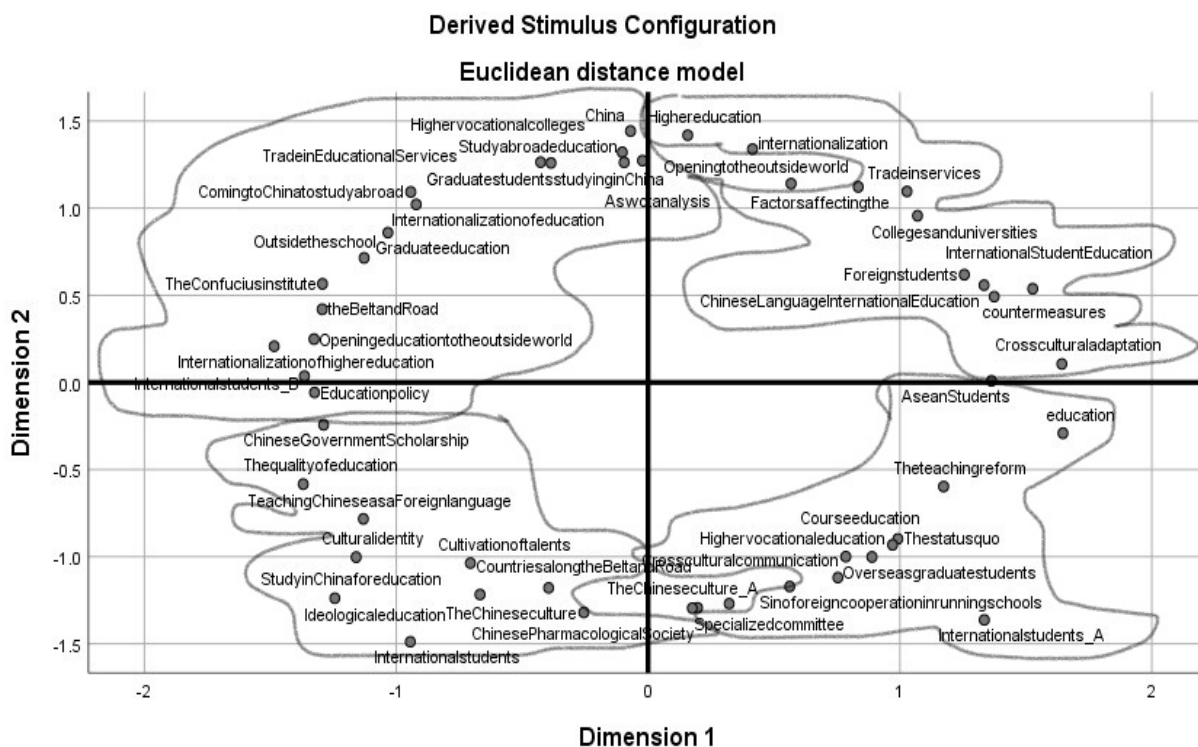 Derived Stimulus Configuration
Euclidean distance model
China
Highereducation
Highervocationalcolleges
Studyabroadeducation
internationalization
TradeinEducationalServices
Openingtotheoutsideworld
Tradeinservices
GraduatestudentsstudyinginChina
ComingtoChinatostudyabroad
Aswotanalysis
Factorsaffectingthe
Internationalizationofeducation
Collegesanduniversities
Outsidetheschool
Graduateeducation
InternationalStudentEducation
TheConfuciusinstitute
Foreignstudents
theBeltandRoad
ChineseLanguageInternationalEducation
countermeasures
Openingeducationtotheoutsideworld
Internationalizationofhighereducation
Crossculturaladaptation
Internationalstudents_B
Educationpolicy
AseanStudents
education
ChineseGovernmentScholarship
Thequalityofeducation
Theteachingreform
TeachingChineseasaForeignlanguage
Courseeducation
Culturalidentity
Cultivationoftalents
Highervocationaleducation
Thestatusquo
CountriesalongtheBeltandRoad
Crossculturalcommunication
StudyinChinaforeducation
Overseasgraduatestudents
Ideologicaleducation
TheChineseculture
TheChineseculture_A
Sinoforeigncooperationinrunningschools
ChinesePharmacologicalSociety
Specializedcommittee
Internationalstudents
Internationalstudents_A
1.5
1.0
0.5
0.0
-0.5
-1.0
-1.5
-2
-1
0
1
2
Dimension 2
Dimension 1